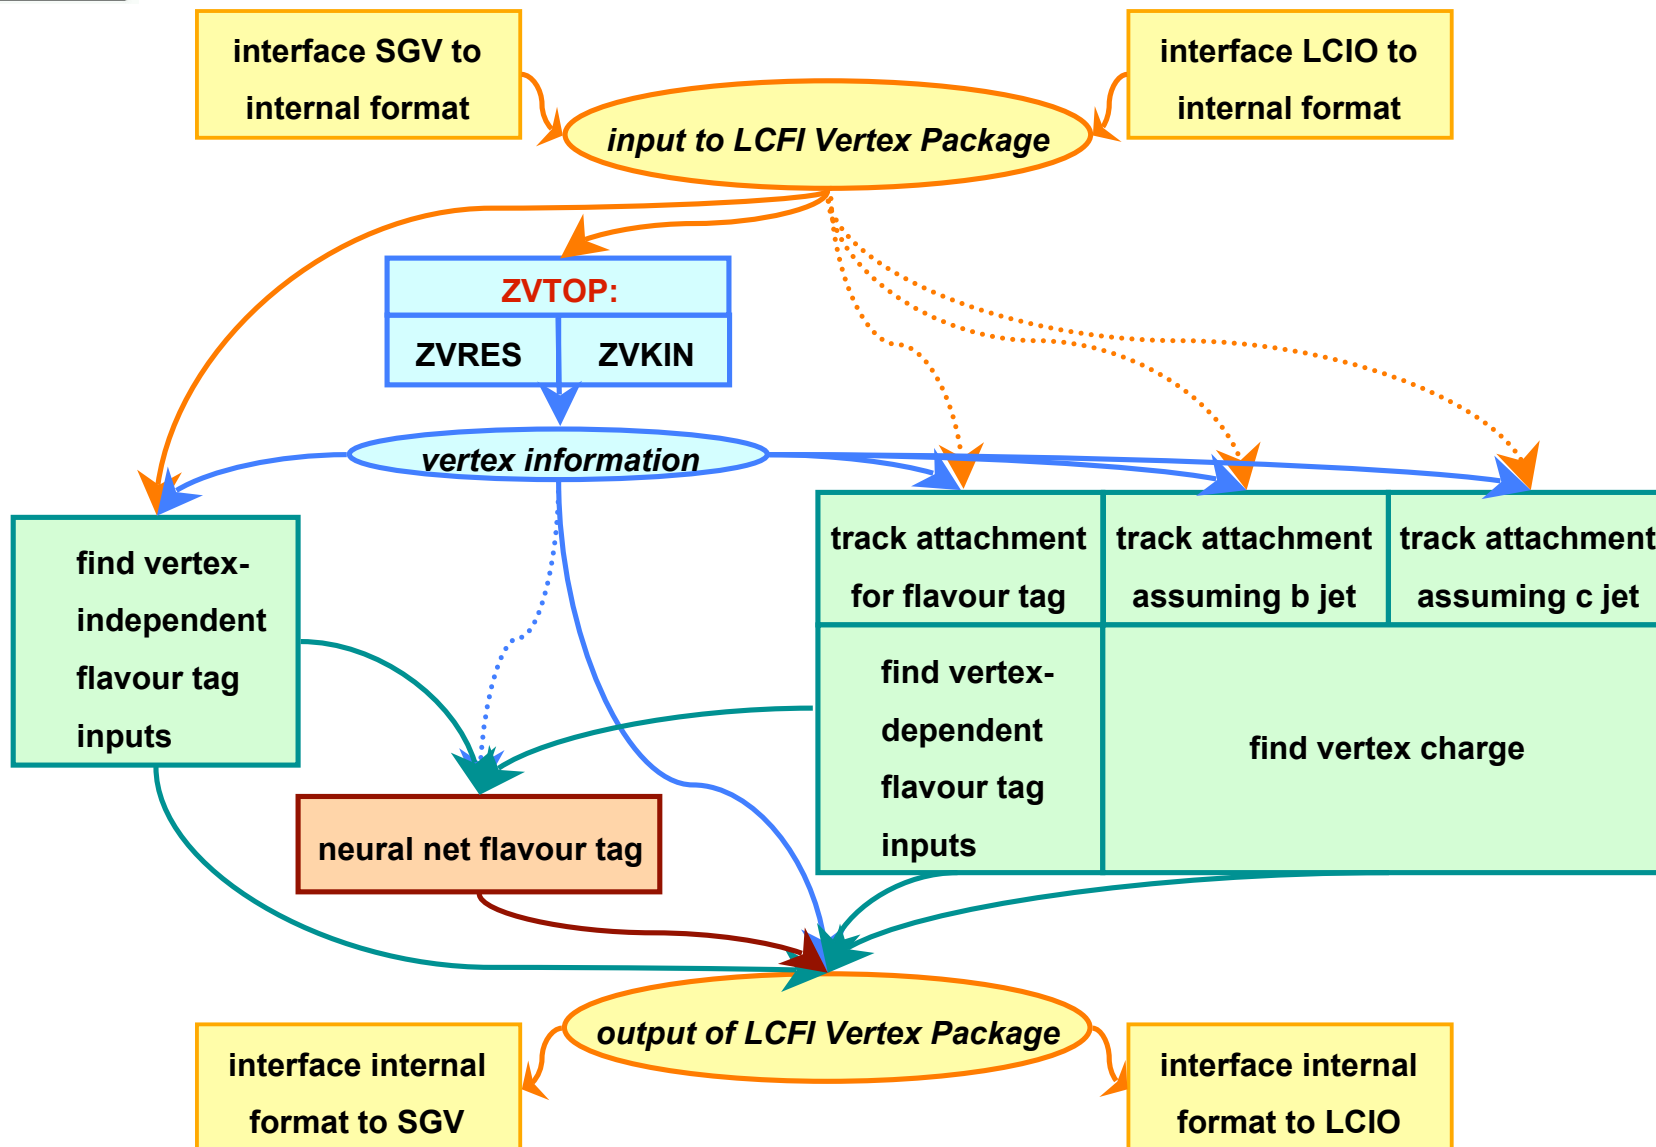 interface SGV to
internal format
interface LCIO to
internal format
input to LCFI Vertex Package
ZVTOP:
ZVRES
ZVKIN
vertex information
find vertex-
independent
flavour tag
inputs
track attachment
for flavour tag
track attachment
assuming b jet
track attachment
assuming c jet
find vertex-
dependent
flavour tag
inputs
find vertex charge
neural net flavour tag
output of LCFI Vertex Package
interface internal
format to SGV
interface internal
format to LCIO